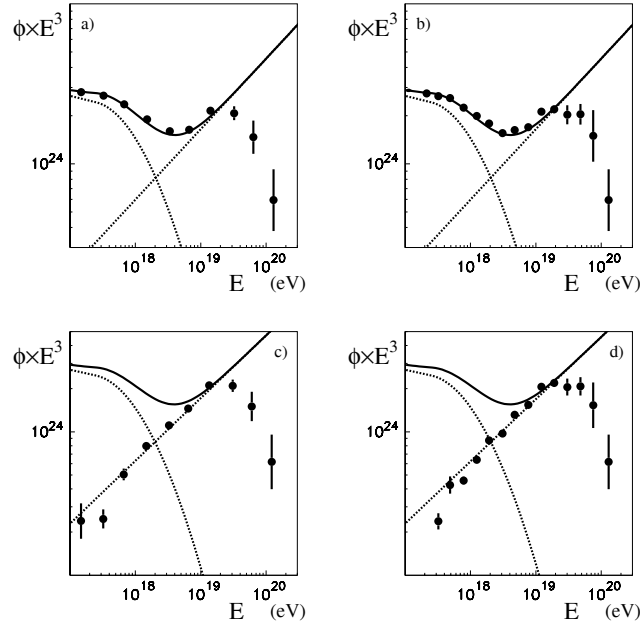 ϕ×E³ a)
10²⁴
10¹⁸ 10¹⁹ 10²⁰
E (eV)
ϕ×E³ b)
10²⁴
10¹⁸ 10¹⁹ 10²⁰
E (eV)
ϕ×E³ c)
10²⁴
10¹⁸ 10¹⁹ 10²⁰
E (eV)
ϕ×E³ d)
10²⁴
10¹⁸ 10¹⁹ 10²⁰
E (eV)